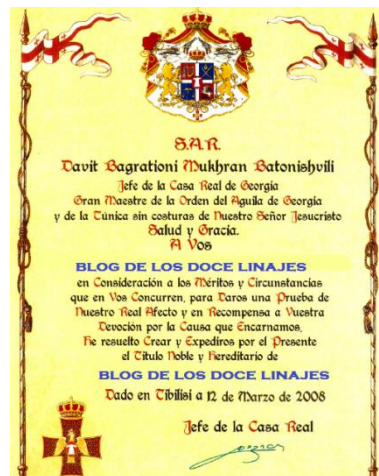 S.A.R.
Davit Bagrationi Mukhran Batonishvili
Jefe de la Casa Real de Georgia
Gran Maestre de la Orden del Aguila de Georgia
y de la Túnica sin costuras de Nuestro Señor Jesucristo
Salud y Gracia.
A Vos
BLOG DE LOS DOCE LINAJES
en Consideración a los Méritos y Circunstancias
que en Vos Concurren, para Daros una Prueba de
Nuestro Real Afecto y en Recompensa a Vuestra
Devoción por la Causa que Encarnamos,
He resuelto Crear y Expediros por el Presente
el Titulo Noble y Hereditario de
BLOG DE LOS DOCE LINAJES
Dado en Tibilisi a 12 de Marzo de 2008
Jefe de la Casa Real